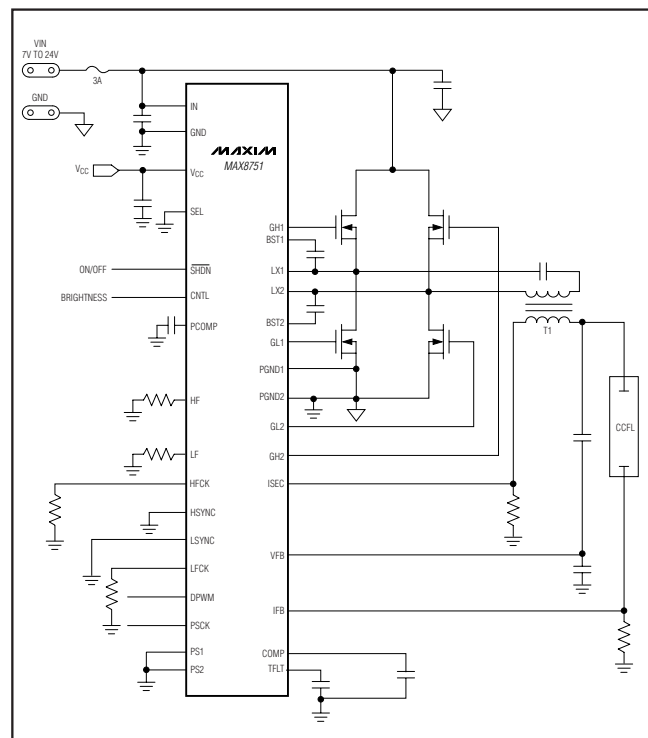 VIN
7V TO 24V
3A
GND
IN
GND
MAXIM
MAX8751
VCC
VCC
SEL
GH1
BST1
ON/OFF
SHDN
LX1
BRIGHTNESS
CNTL
LX2
PCOMP
BST2
GL1
T1
PGND1
HF
PGND2
CCFL
GL2
LF
GH2
HFCK
ISEC
HSYNC
LSYNC
VFB
LFCK
DPWM
IFB
PSCK
PS1
COMP
PS2
TFLT